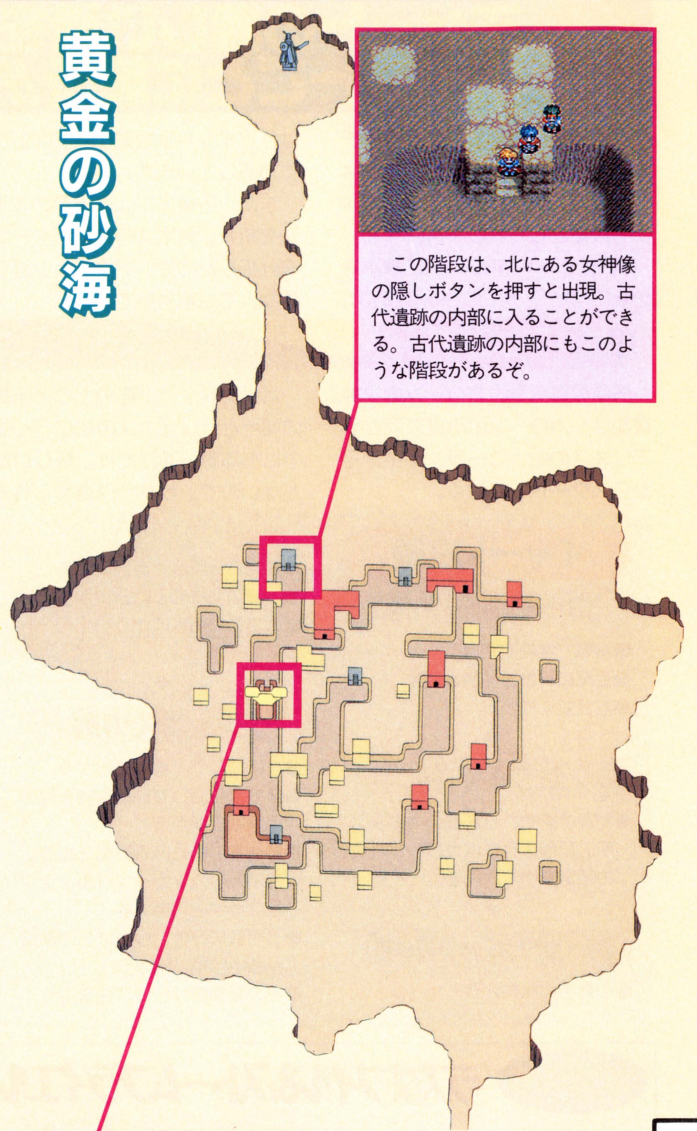 黄金の砂海
この階段は、北にある女神像
の隠しボタンを押すと出現。古
代遺跡の内部に入ることができ
る。古代遺跡の内部にもこのよ
うな階段があるぞ。